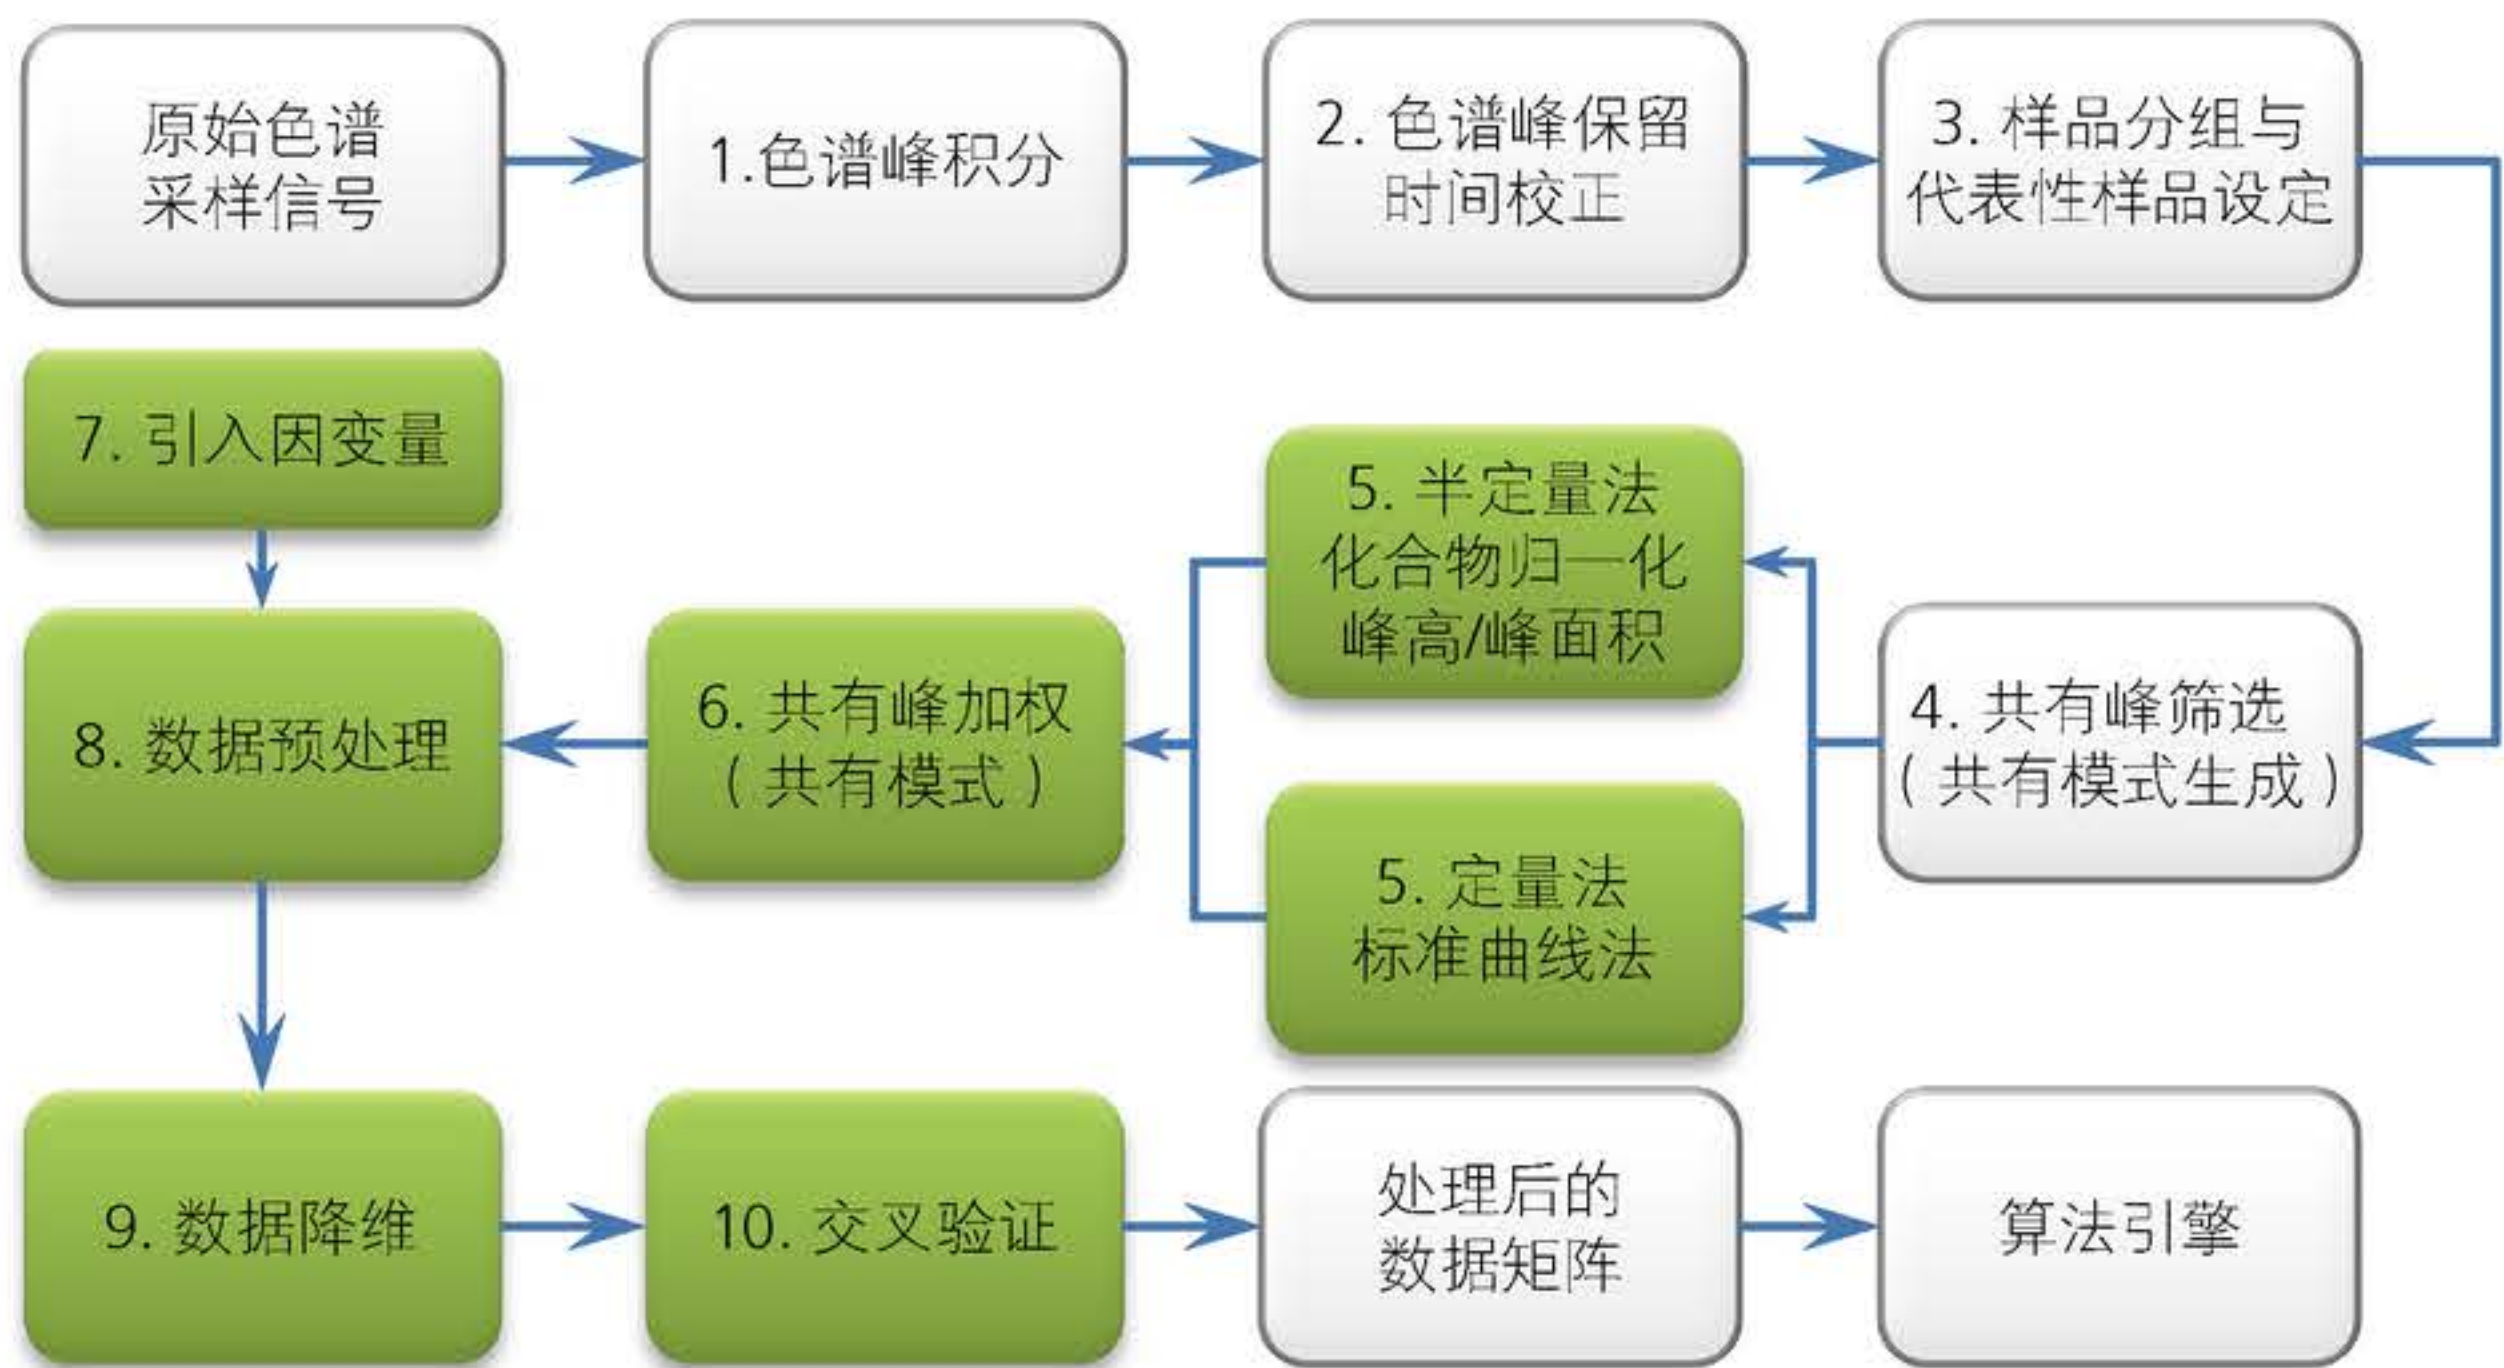 原始色谱
采样信号
1.色谱峰积分
2. 色谱峰保留
时间校正
3. 样品分组与
代表性样品设定
4. 共有峰筛选
（共有模式生成）
5. 半定量法
化合物归一化
峰高/峰面积
5. 定量法
标准曲线法
6. 共有峰加权
（共有模式）
7. 引入因变量
8. 数据预处理
9. 数据降维
10. 交叉验证
处理后的
数据矩阵
算法引擎